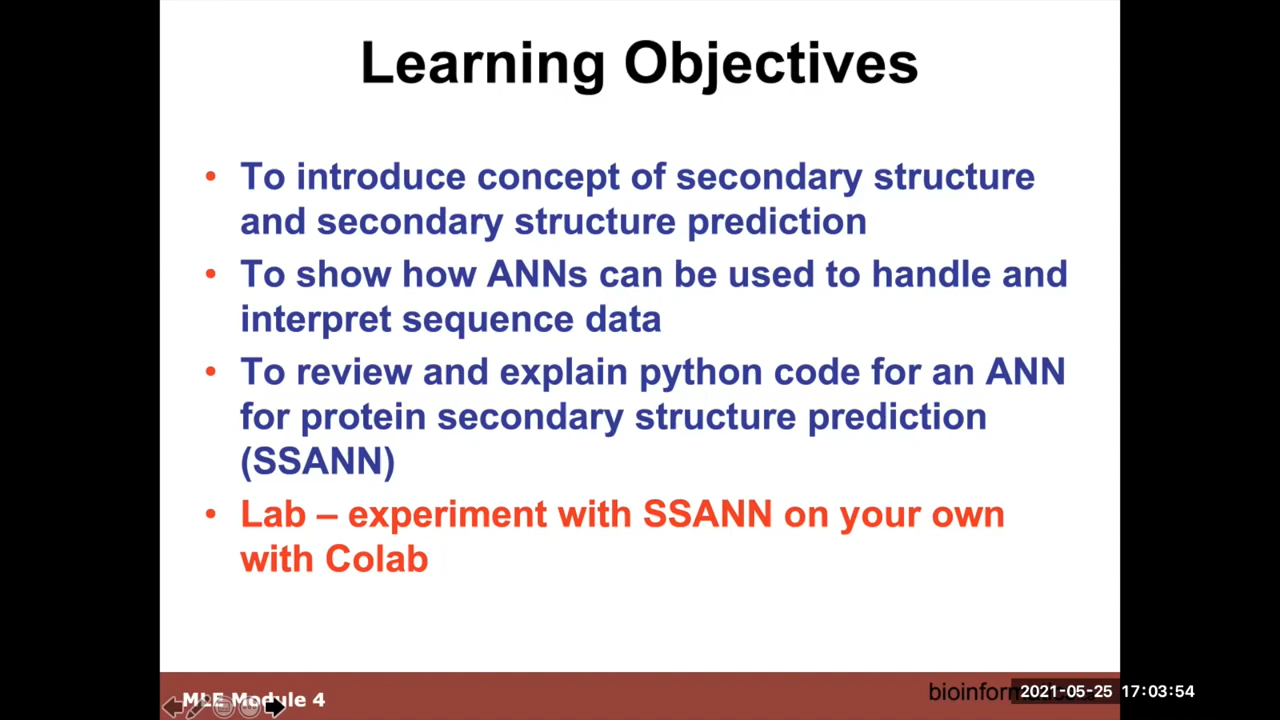 Learning Objectives
• To introduce concept of secondary structure
and secondary structure prediction
• To show how ANNs can be used to handle and
interpret sequence data
• To review and explain python code for an ANN
for protein secondary structure prediction
(SSANN)
• Lab – experiment with SSANN on your own
with Colab
MLE Module 4
2021-05-25 17:03:54